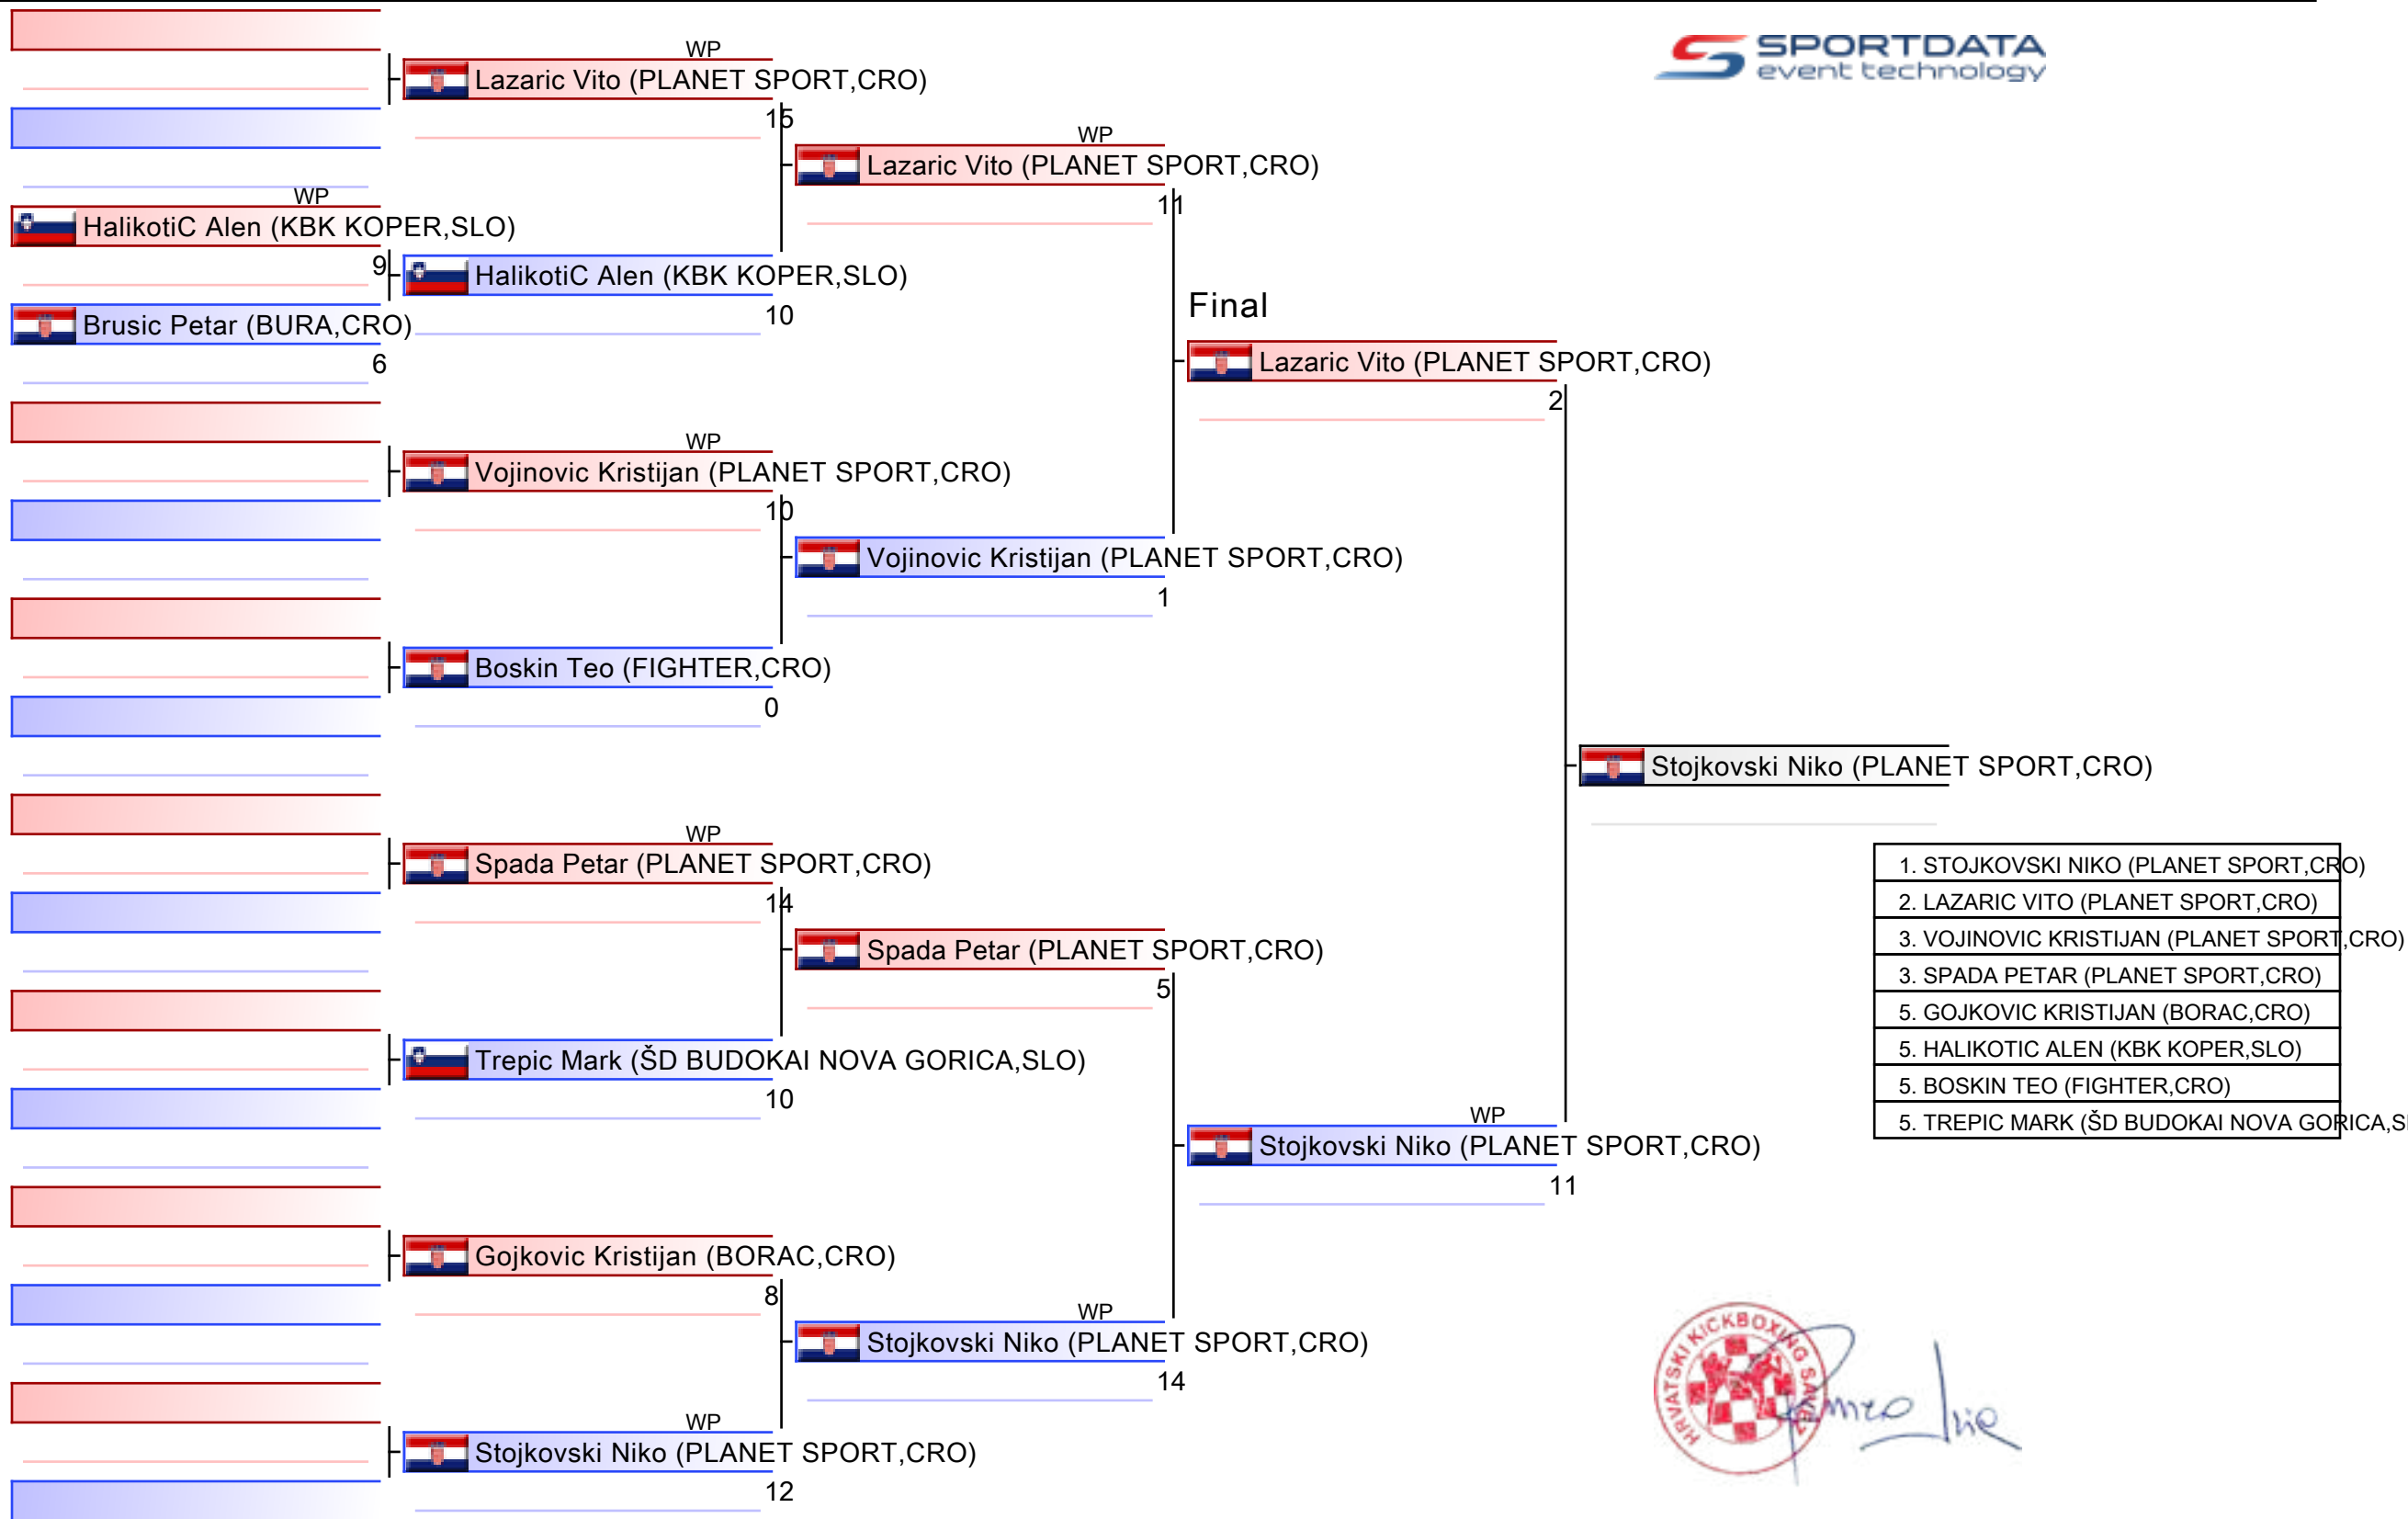 SPORTDATA
event technology
WP
Lazaric Vito (PLANET SPORT,CRO)
15
WP
Lazaric Vito (PLANET SPORT,CRO)
11
WP
HalikotiC Alen (KBK KOPER,SLO)
9
HalikotiC Alen (KBK KOPER,SLO)
10
Brusic Petar (BURA,CRO)
6
Final
Lazaric Vito (PLANET SPORT,CRO)
2
WP
Vojinovic Kristijan (PLANET SPORT,CRO)
10
Vojinovic Kristijan (PLANET SPORT,CRO)
1
Boskin Teo (FIGHTER,CRO)
0
Stojkovski Niko (PLANET SPORT,CRO)
WP
Spada Petar (PLANET SPORT,CRO)
14
Spada Petar (PLANET SPORT,CRO)
5
Trepic Mark (ŠD BUDOKAI NOVA GORICA,SLO)
10
WP
Stojkovski Niko (PLANET SPORT,CRO)
11
Gojkovic Kristijan (BORAC,CRO)
8
WP
Stojkovski Niko (PLANET SPORT,CRO)
14
WP
Stojkovski Niko (PLANET SPORT,CRO)
12
1. STOJKOVSKI NIKO (PLANET SPORT,CRO)
2. LAZARIC VITO (PLANET SPORT,CRO)
3. VOJINOVIC KRISTIJAN (PLANET SPORT,CRO)
3. SPADA PETAR (PLANET SPORT,CRO)
5. GOJKOVIC KRISTIJAN (BORAC,CRO)
5. HALIKOTIC ALEN (KBK KOPER,SLO)
5. BOSKIN TEO (FIGHTER,CRO)
5. TREPIC MARK (ŠD BUDOKAI NOVA GORICA,S
HRVATSKI KICKBOXING SAVEZ